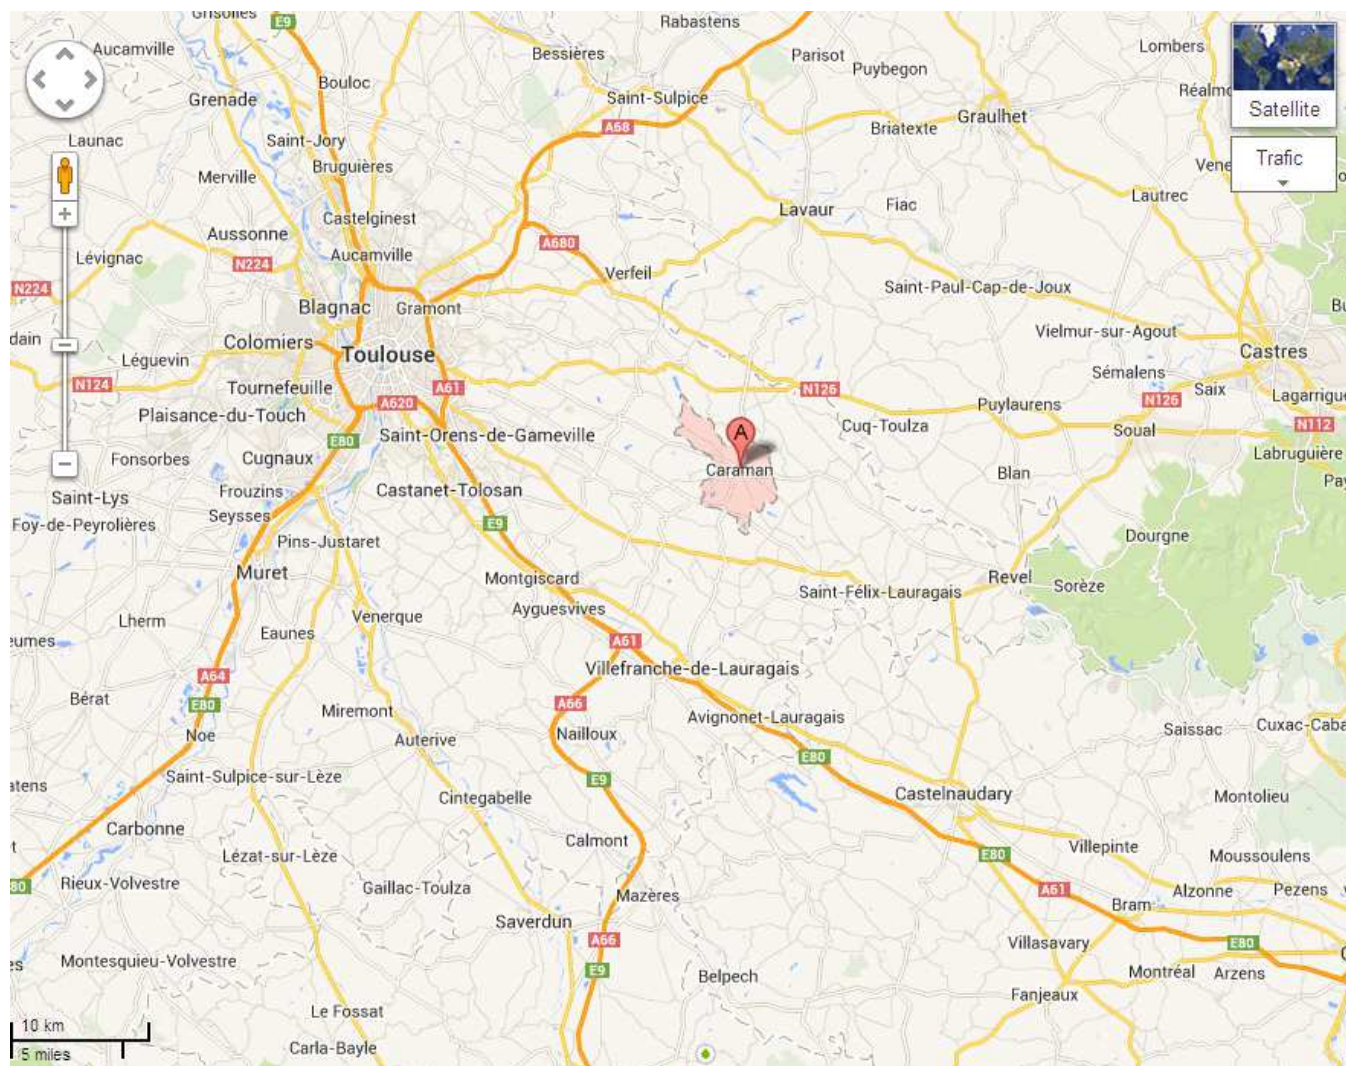 Grisolles
E9
Rabastens
Aucamville
Bessières
Parisot
Lombers
Bouloc
Puybegon
Grenade
Saint-Sulpice
Satellite
Graulhet
A68
Briatexte
Launac
Saint-Jory
Trafic
Bruguières
Merville
Lautrec
Castelginest
Lavaur
Fiac
Aussonne
A680
Aucamville
Lévignac
N224
Verfeil
N224
Saint-Paul-Cap-de-Joux
Blagnac
Gramont
Vielmur-sur-Agout
Colomiers
Toulouse
Castres
Léguevin
Sémalens
N124
Tournefeuille
A61
N126
Saix
Lagarrigue
A620
N126
Puylaurens
Plaisance-du-Touch
N112
Cuq-Toulza
Soual
Saint-Orens-de-Gameville
A
E80
Labruguière
Fonsorbes
Cugnaux
Caraman
Blan
Frouzins
Castanet-Tolosan
Saint-Lys
Seysses
E9
Foy-de-Peyrolières
Dourgne
Pins-Justaret
Muret
Montgiscard
Revel
Sorèze
Saint-Félix-Lauragais
Ayguesvives
Venerque
Lherm
Eaunes
A61
eumes
Villefranche-de-Lauragais
A64
Bérat
E80
A66
Miremont
Avignonet-Lauragais
Saissac
Cuxac-Caba
Noe
Nailloux
Auterive
E80
Saint-Sulpice-sur-Lèze
E9
atens
Castelnaudary
Cintegabelle
Montolieu
Carbonne
Calmont
Villepinte
Lézat-sur-Lèze
E80
Moussoulens
80
Rieux-Volvestre
Gaillac-Toulza
A61
Alzonne
Pezens
Mazères
Bram
Saverdun
A66
Villasavary
E80
Montesquieu-Volvestre
E9
Belpech
Montréal
Arzens
Fanjeaux
Le Fossat
10 km
Carla-Bayle
5 miles